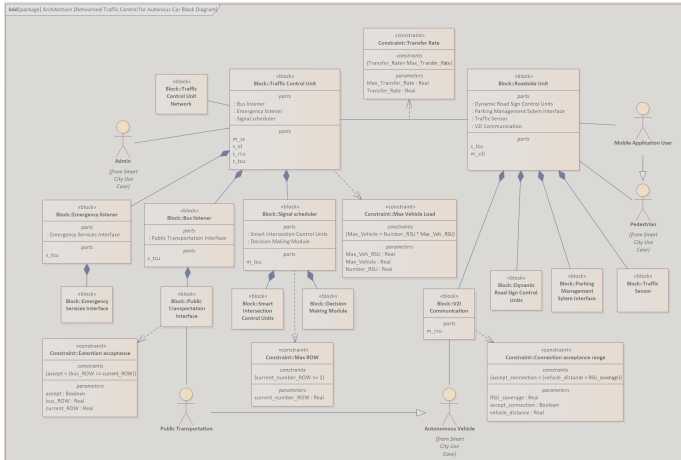 bdd [package] Architecture [Networked Traffic Control for Autonous Car Block Diagram]
«constraint»
Constraint::Transfer Rate
constraints
{Transfer_Rate= Max_Transfer_Rate}
parameters
Max_Transfer_Rate : Real
Transfer_Rate : Real
«block»
Block::Traffic
Control Unit
Network
«block»
Block::Traffic Control Unit
parts
: Bus listener
: Emergency listener
: Signal scheduler
parts
m_ss
s_el
s_rsu
s_tcu
«block»
Block::Roadside Unit
parts
: Dynamic Road Sign Control Units
: Parking Management Sytem Interface
: Traffic Sensor
: V2I Communication
parts
s_tcu
m_v2i
Admin
(from Smart
City Use
Case)
Mobile Application User
Pedestrian
(from Smart
City Use
Case)
«block»
Block::Emergency listener
parts
: Emergency Services Interface
parts
s_tcu
«block»
Block::Bus listener
parts
: Public Transportation Interface
parts
s_tcu
«block»
Block::Signal scheduler
parts
: Smart Intersection Control Units
: Decision Making Module
parts
m_tcu
«constraint»
Constraint::Max Vehicle Load
constraints
{Max_Vehicle = Number_RSU * Max_Veh_RSU}
parameters
Max_Veh_RSU : Real
Max_Vehicle : Real
Number_RSU : Real
«block»
Block::Emergency
Services Interface
«block»
Block::Public
Transportation
Interface
«block»
Block::Smart
Intersection
Control Units
«block»
Block::Decision
Making Module
«block»
Block::V2I
Communication
parts
m_rsu
«block»
Block::Dynamic
Road Sign Control
Units
«block»
Block::Parking
Management
Sytem Interface
«block»
Block::Traffic
Sensor
«constraint»
Constraint::Extention acceptance
constraints
{accept = (bus_ROW == current_ROW)}
parameters
accept : Boolean
bus_ROW : Real
current_ROW : Real
«constraint»
Constraint::Max ROW
constraints
{current_number_ROW == 1}
parameters
current_number_ROW : Real
«constraint»
Constraint::Connection acceptance range
constraints
{accept_connection = (vehicle_distance < RSU_coverage)}
parameters
RSU_coverage : Real
accept_connection : Boolean
vehicle_distance : Real
Public Transportation
Autonomous Vehicle
(from Smart
City Use
Case)